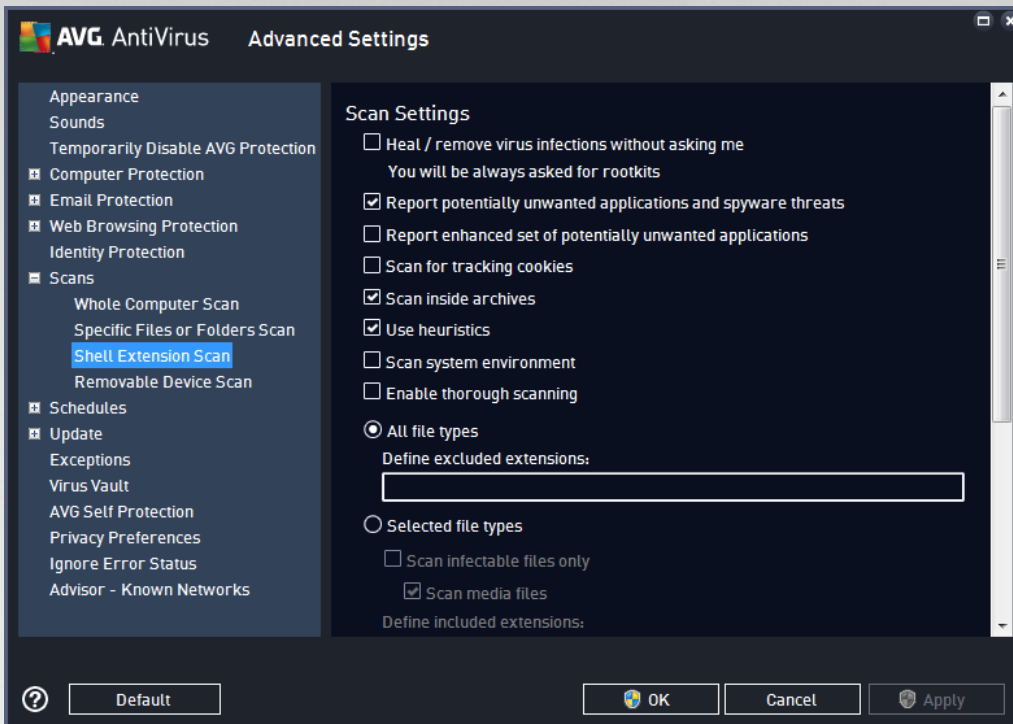 AVG AntiVirus Advanced Settings
Appearance
Sounds
Temporarily Disable AVG Protection
Computer Protection
Email Protection
Web Browsing Protection
Identity Protection
Scans
Whole Computer Scan
Specific Files or Folders Scan
Shell Extension Scan
Removable Device Scan
Schedules
Update
Exceptions
Virus Vault
AVG Self Protection
Privacy Preferences
Ignore Error Status
Advisor - Known Networks
Scan Settings
Heal / remove virus infections without asking me
You will be always asked for rootkits
Report potentially unwanted applications and spyware threats
Report enhanced set of potentially unwanted applications
Scan for tracking cookies
Scan inside archives
Use heuristics
Scan system environment
Enable thorough scanning
All file types
Define excluded extensions:
Selected file types
Scan infectable files only
Scan media files
Define included extensions:
? Default OK Cancel Apply